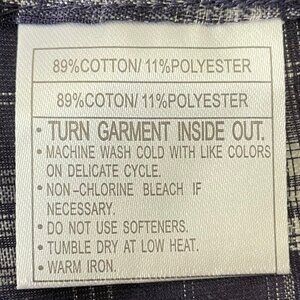 89%COTTON/ 11%POLYESTER
89%COTON/ 11%POLYESTER
• TURN GARMENT INSIDE OUT.
• MACHINE WASH COLD WITH LIKE COLORS
ON DELICATE CYCLE.
• NON-CHLORINE BLEACH IF
NECESSARY.
• DO NOT USE SOFTENERS.
• TUMBLE DRY AT LOW HEAT.
• WARM IRON.